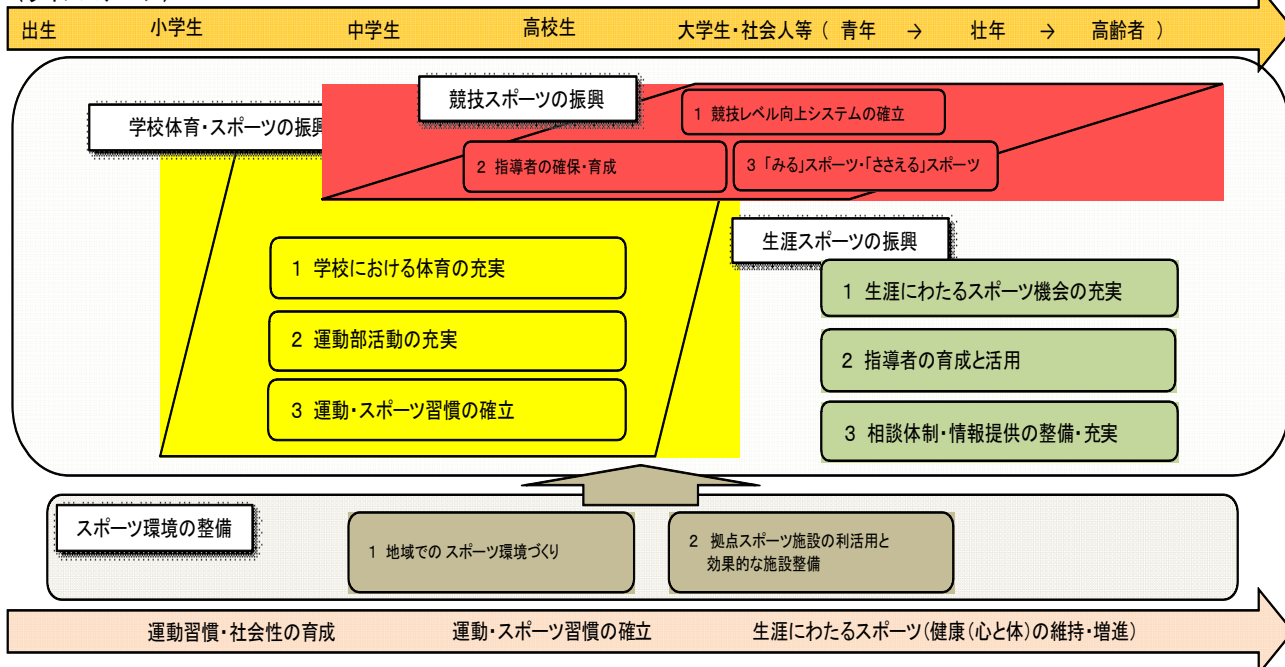 出生 小学生 中学生 高校生 大学生・社会人等 ( 青年 → 壮年 → 高齢者 )
競技スポーツの振興
学校体育・スポーツの振興
1 競技レベル向上システムの確立
2 指導者の確保・育成
3 「みる」スポーツ・「ささえる」スポーツ
生涯スポーツの振興
1 学校における体育の充実
2 運動部活動の充実
3 運動・スポーツ習慣の確立
1 生涯にわたるスポーツ機会の充実
2 指導者の育成と活用
3 相談体制・情報提供の整備・充実
スポーツ環境の整備
1 地域での スポーツ環境づくり
2 拠点スポーツ施設の利活用と
効果的な施設整備
運動習慣・社会性の育成 運動・スポーツ習慣の確立 生涯にわたるスポーツ(健康(心と体)の維持・増進)